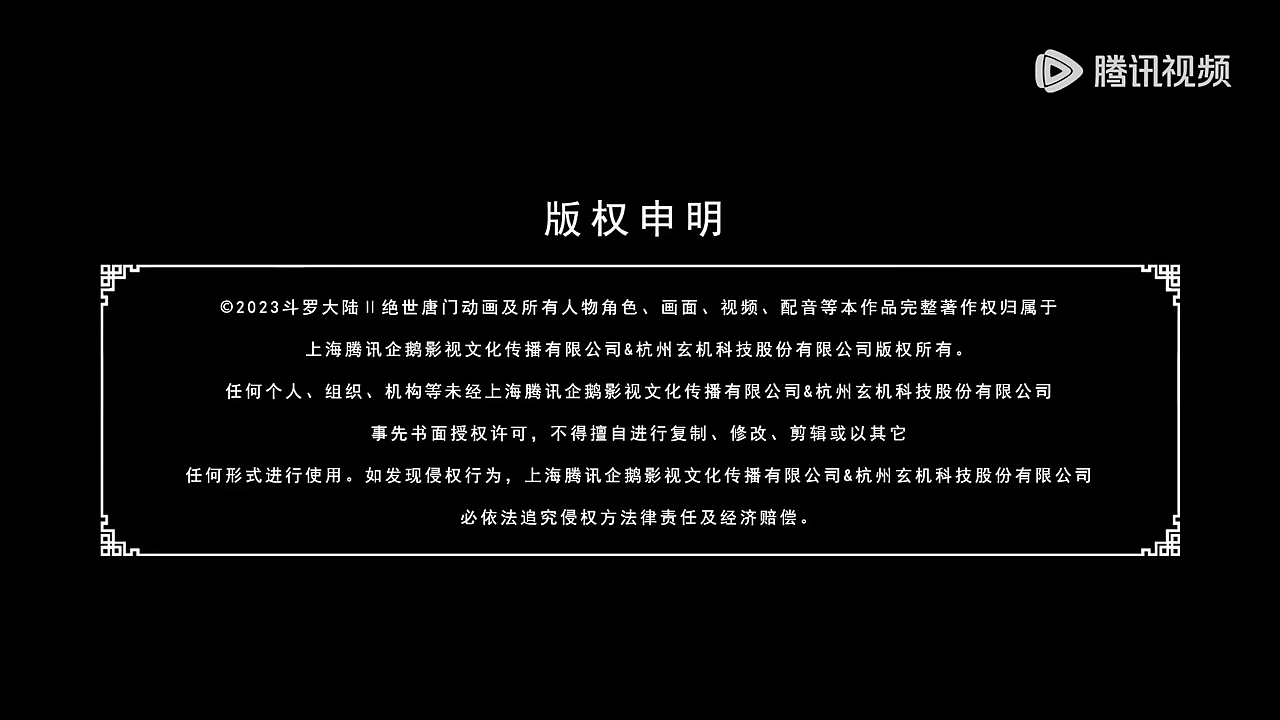 腾讯视频
版权申明
©2023斗罗大陆Ⅱ绝世唐门动画及所有人物角色、画面、视频、配音等本作品完整著作权归属于
上海腾讯企鹅影视文化传播有限公司&杭州玄机科技股份有限公司版权所有。
任何个人、组织、机构等未经上海腾讯企鹅影视文化传播有限公司&杭州玄机科技股份有限公司
事先书面授权许可，不得擅自进行复制、修改、剪辑或以其它
任何形式进行使用。如发现侵权行为，上海腾讯企鹅影视文化传播有限公司&杭州玄机科技股份有限公司
必依法追究侵权方法律责任及经济赔偿。